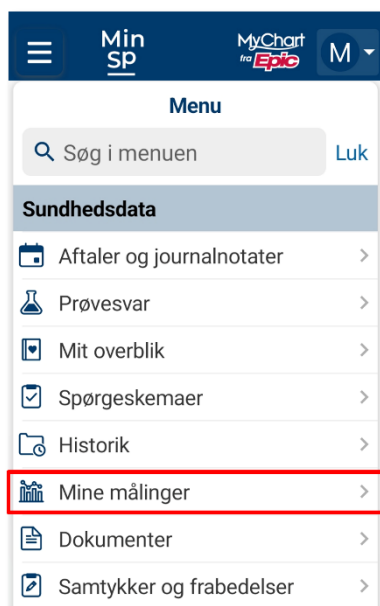 Min
SP
MyChart
fra Epic
M
Menu
Søg i menuen
Luk
Sundhedsdata
Aftaler og journalnotater
Prøvesvar
Mit overblik
Spørgeskemaer
Historik
Mine målinger
Dokumenter
Samtykker og frabedelser